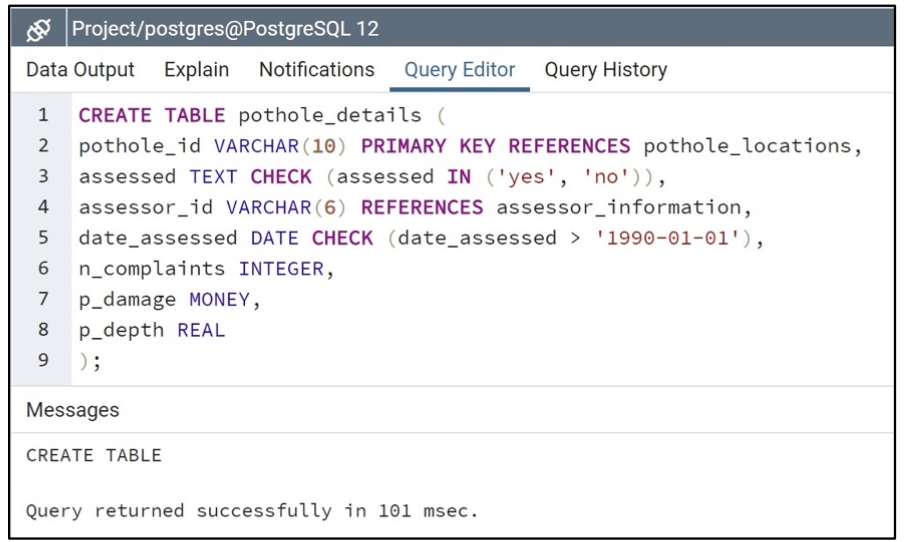 Project/postgres@PostgreSQL 12
Data Output Explain Notifications Query Editor Query History
1 CREATE TABLE pothole_details (
2 pothole_id VARCHAR(10) PRIMARY KEY REFERENCES pothole_locations,
3 assessed TEXT CHECK (assessed IN ('yes', 'no')),
4 assessor_id VARCHAR(6) REFERENCES assessor_information,
5 date_assessed DATE CHECK (date_assessed > '1990-01-01'),
6 n_complaints INTEGER,
7 p_damage MONEY,
8 p_depth REAL
9 );
Messages
CREATE TABLE
Query returned successfully in 101 msec.